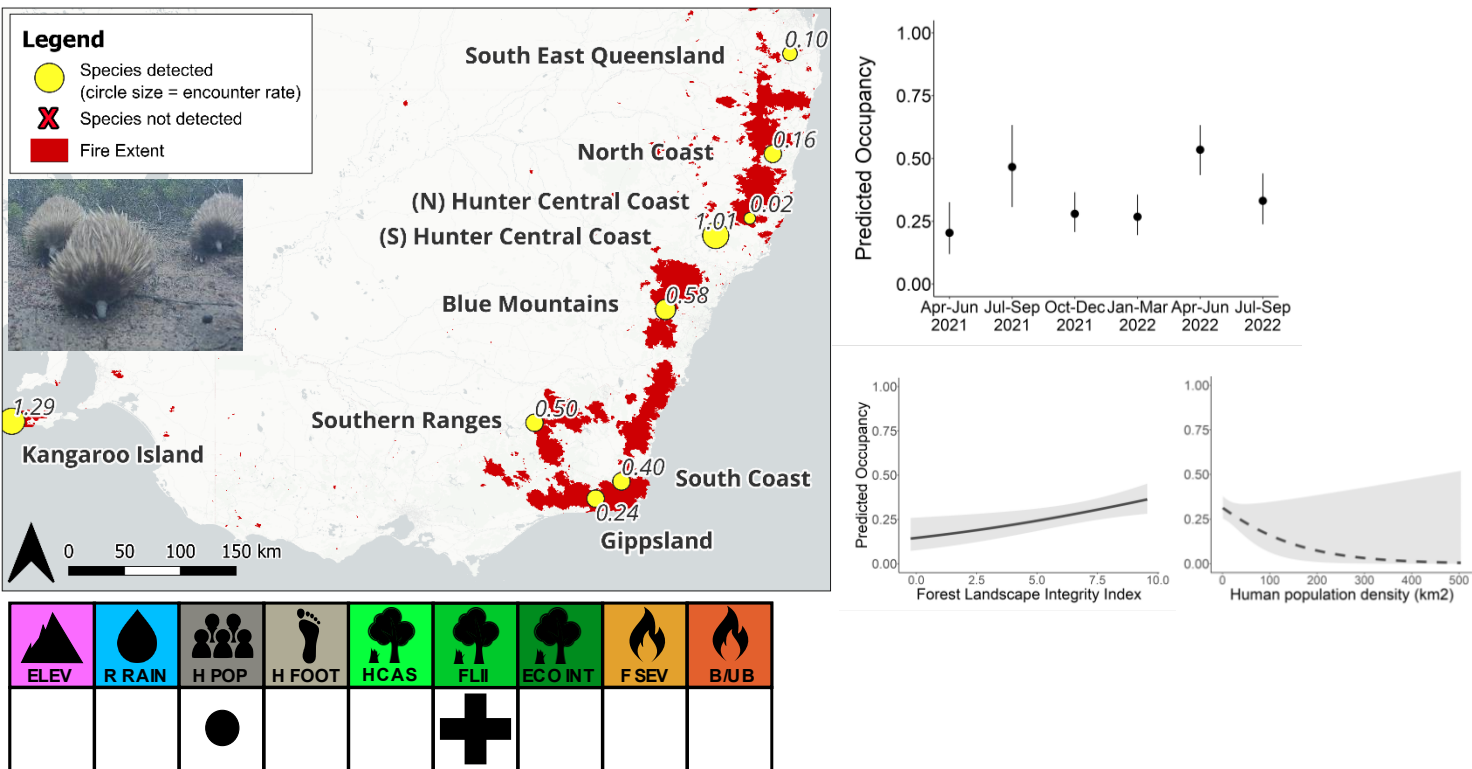 Legend
Species detected
(circle size = encounter rate)
Species not detected
Fire Extent
South East Queensland
0.10
North Coast
0.16
(N) Hunter Central Coast
0.02
1.01
(S) Hunter Central Coast
Blue Mountains
0.58
Southern Ranges
0.50
1.29
Kangaroo Island
0.40
South Coast
0.24
Gippsland
0 50 100 150 km
ELEV
R RAIN
H POP
H FOOT
HCAS
FLII
ECO INT
F SEV
B/UB
Predicted Occupancy
1.00
0.75
0.50
0.25
0.00
Apr-Jun Jul-Sep Oct-Dec Jan-Mar Apr-Jun Jul-Sep
2021 2021 2021 2022 2022 2022
Predicted Occupancy
1.00
0.75
0.50
0.25
0.00
0.0 2.5 5.0 7.5 10.0
Forest Landscape Integrity Index
1.00
0.75
0.50
0.25
0.00
0 100 200 300 400 500
Human population density (km2)